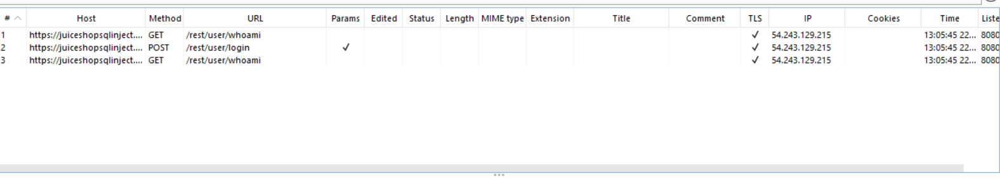 # Host Method URL Params Edited Status Length MIME type Extension Title Comment TLS IP Cookies Time Liste
1 https://juiceshopsqlinject.... GET /rest/user/whoami ✓ 54.243.129.215 13:05:45 22... 8080
2 https://juiceshopsqlinject.... POST /rest/user/login ✓ ✓ 54.243.129.215 13:05:45 22... 8080
3 https://juiceshopsqlinject.... GET /rest/user/whoami ✓ 54.243.129.215 13:05:45 22... 8080